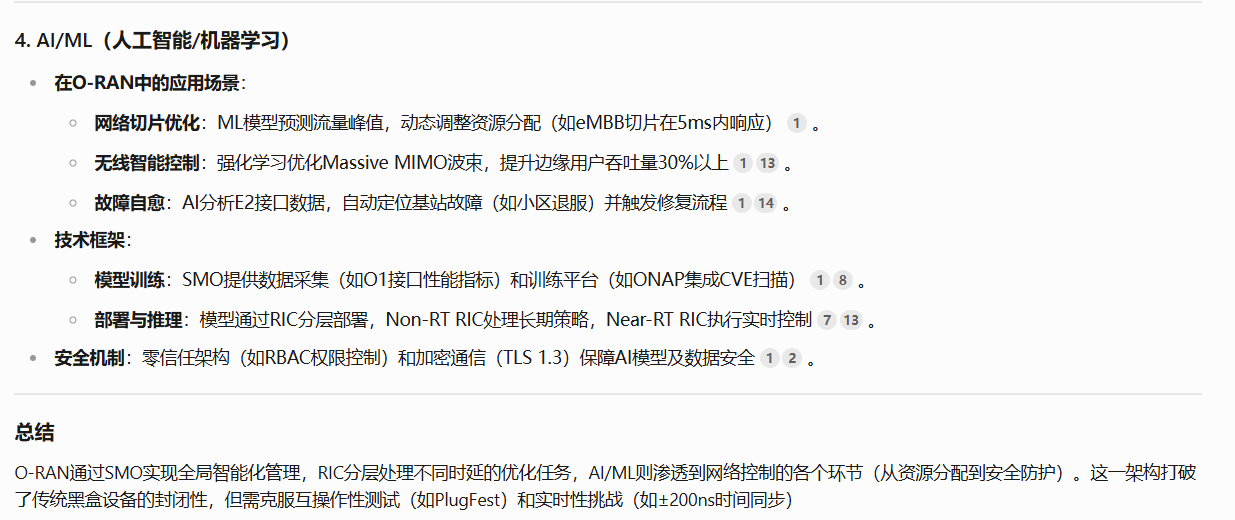 4. AI/ML（人工智能/机器学习）
在O-RAN中的应用场景：
网络切片优化：ML模型预测流量峰值，动态调整资源分配（如eMBB切片在5ms内响应） 1 。
无线智能控制：强化学习优化Massive MIMO波束，提升边缘用户吞吐量30%以上 1 13 。
故障自愈：AI分析E2接口数据，自动定位基站故障（如小区退服）并触发修复流程 1 14 。
技术框架：
模型训练：SMO提供数据采集（如O1接口性能指标）和训练平台（如ONAP集成CVE扫描） 1 8 。
部署与推理：模型通过RIC分层部署，Non-RT RIC处理长期策略，Near-RT RIC执行实时控制 7 13 。
安全机制：零信任架构（如RBAC权限控制）和加密通信（TLS 1.3）保障AI模型及数据安全 1 2 。
总结
O-RAN通过SMO实现全局智能化管理，RIC分层处理不同时延的优化任务，AI/ML则渗透到网络控制的各个环节（从资源分配到安全防护）。这一架构打破
了传统黑盒设备的封闭性，但需克服互操作性测试（如PlugFest）和实时性挑战（如±200ns时间同步）